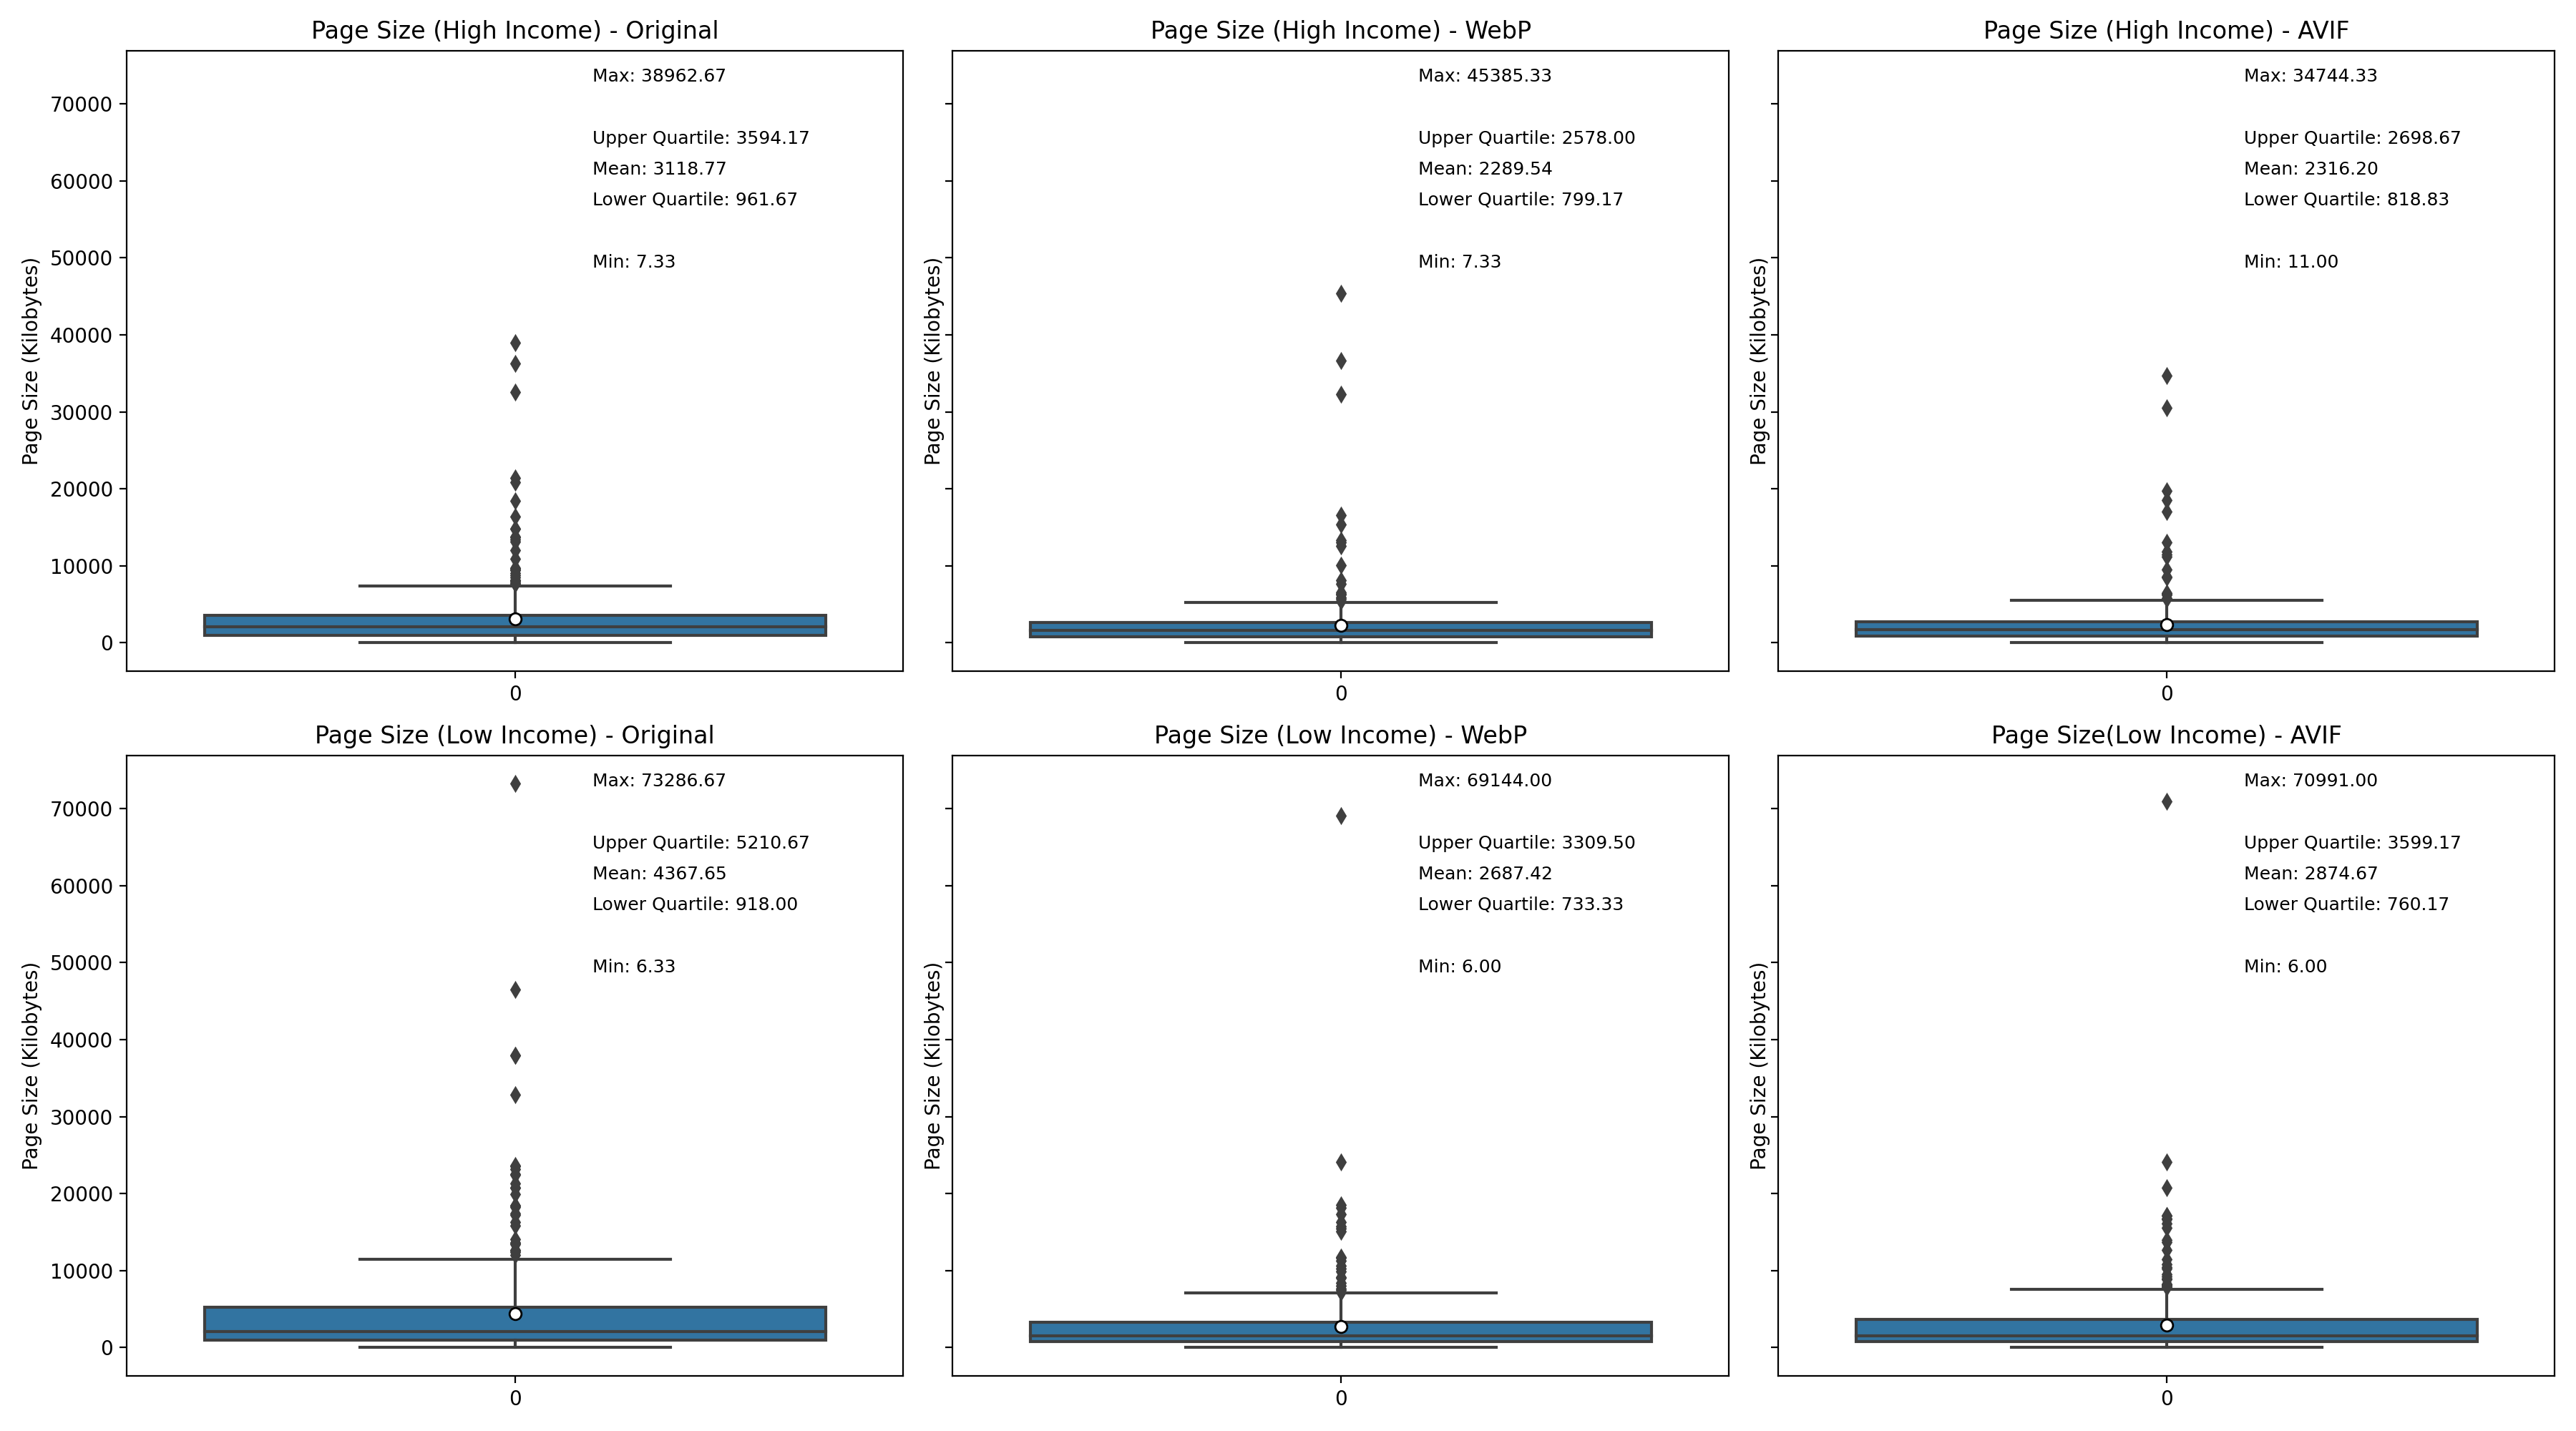 Page Size (High Income) - Original
Max: 38962.67
Upper Quartile: 3594.17
Mean: 3118.77
Lower Quartile: 961.67
Min: 7.33
70000
60000
50000
40000
30000
20000
10000
0
Page Size (Kilobytes)
0
Page Size (High Income) - WebP
Max: 45385.33
Upper Quartile: 2578.00
Mean: 2289.54
Lower Quartile: 799.17
Min: 7.33
Page Size (Kilobytes)
0
Page Size (High Income) - AVIF
Max: 34744.33
Upper Quartile: 2698.67
Mean: 2316.20
Lower Quartile: 818.83
Min: 11.00
Page Size (Kilobytes)
0
Page Size (Low Income) - Original
Max: 73286.67
Upper Quartile: 5210.67
Mean: 4367.65
Lower Quartile: 918.00
Min: 6.33
70000
60000
50000
40000
30000
20000
10000
0
Page Size (Kilobytes)
0
Page Size (Low Income) - WebP
Max: 69144.00
Upper Quartile: 3309.50
Mean: 2687.42
Lower Quartile: 733.33
Min: 6.00
Page Size (Kilobytes)
0
Page Size(Low Income) - AVIF
Max: 70991.00
Upper Quartile: 3599.17
Mean: 2874.67
Lower Quartile: 760.17
Min: 6.00
Page Size (Kilobytes)
0